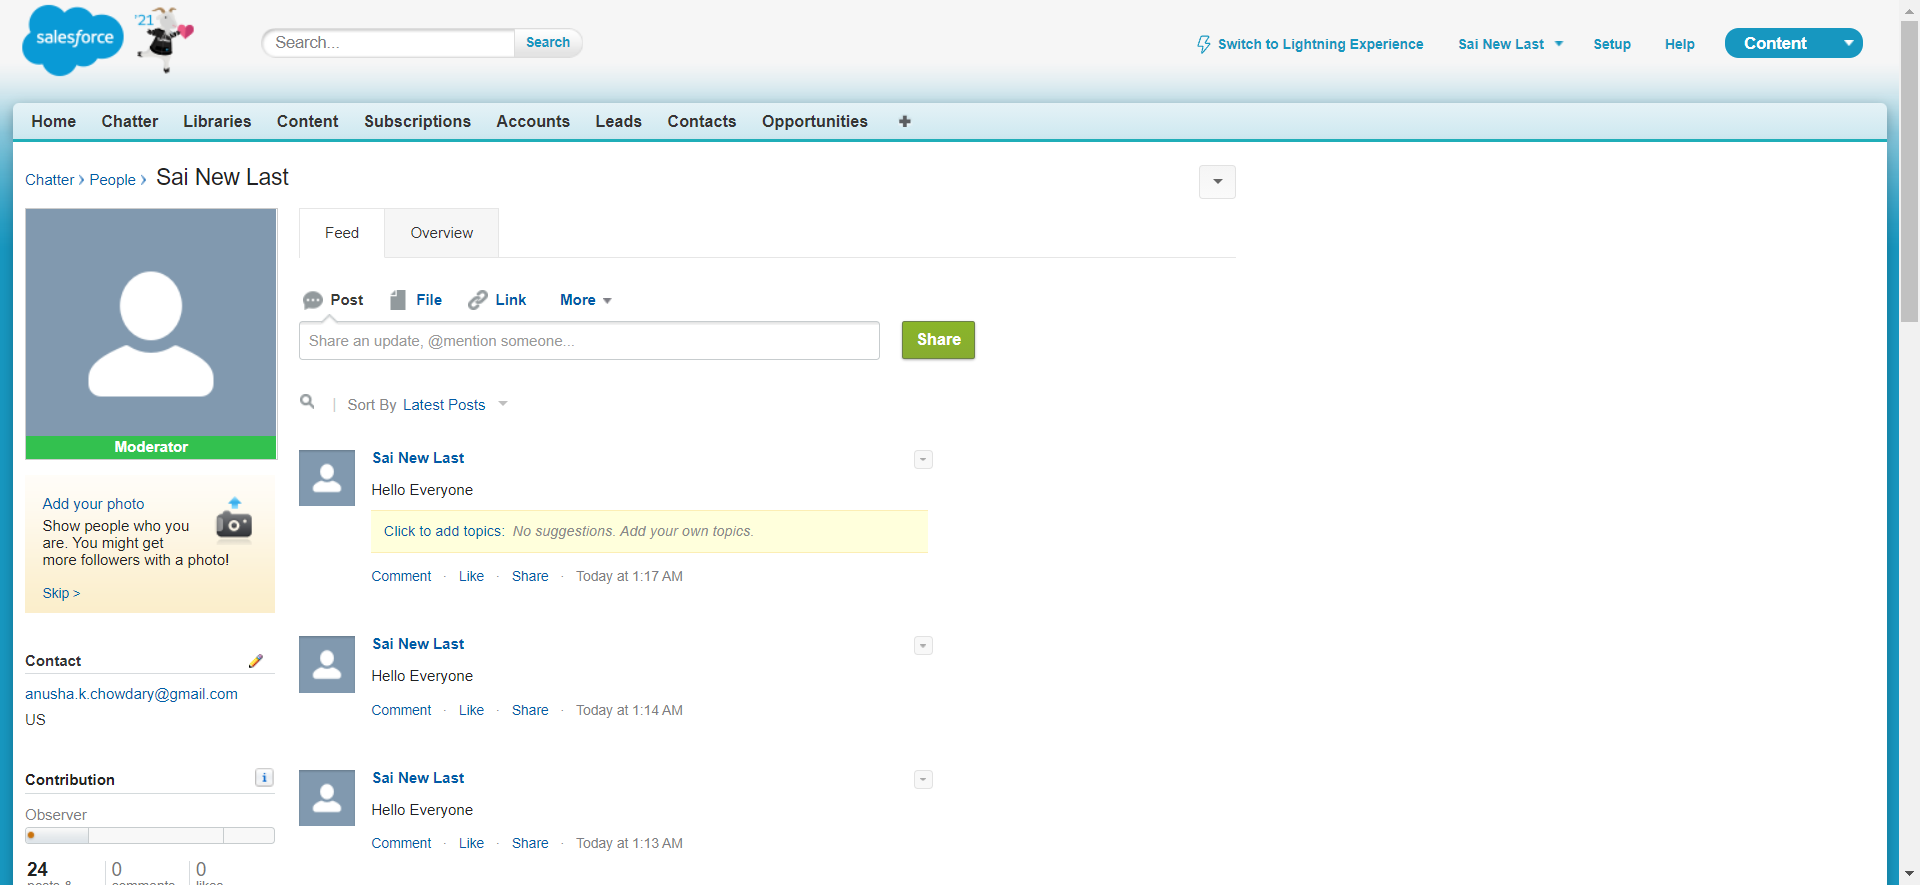 salesforce
'21
Search...
Search
Switch to Lightning Experience
Sai New Last
Setup
Help
Content
Home
Chatter
Libraries
Content
Subscriptions
Accounts
Leads
Contacts
Opportunities
Chatter › People › Sai New Last
Moderator
Add your photo
Show people who you
are. You might get
more followers with a photo!
Skip >
Contact
anusha.k.chowdary@gmail.com
US
Contribution
Observer
24
0
0
posts &
comments
likes
Feed
Overview
Post
File
Link
More
Share an update, @mention someone...
Share
| Sort By Latest Posts
Sai New Last
Hello Everyone
Click to add topics: No suggestions. Add your own topics.
Comment · Like · Share · Today at 1:17 AM
Sai New Last
Hello Everyone
Comment · Like · Share · Today at 1:14 AM
Sai New Last
Hello Everyone
Comment · Like · Share · Today at 1:13 AM